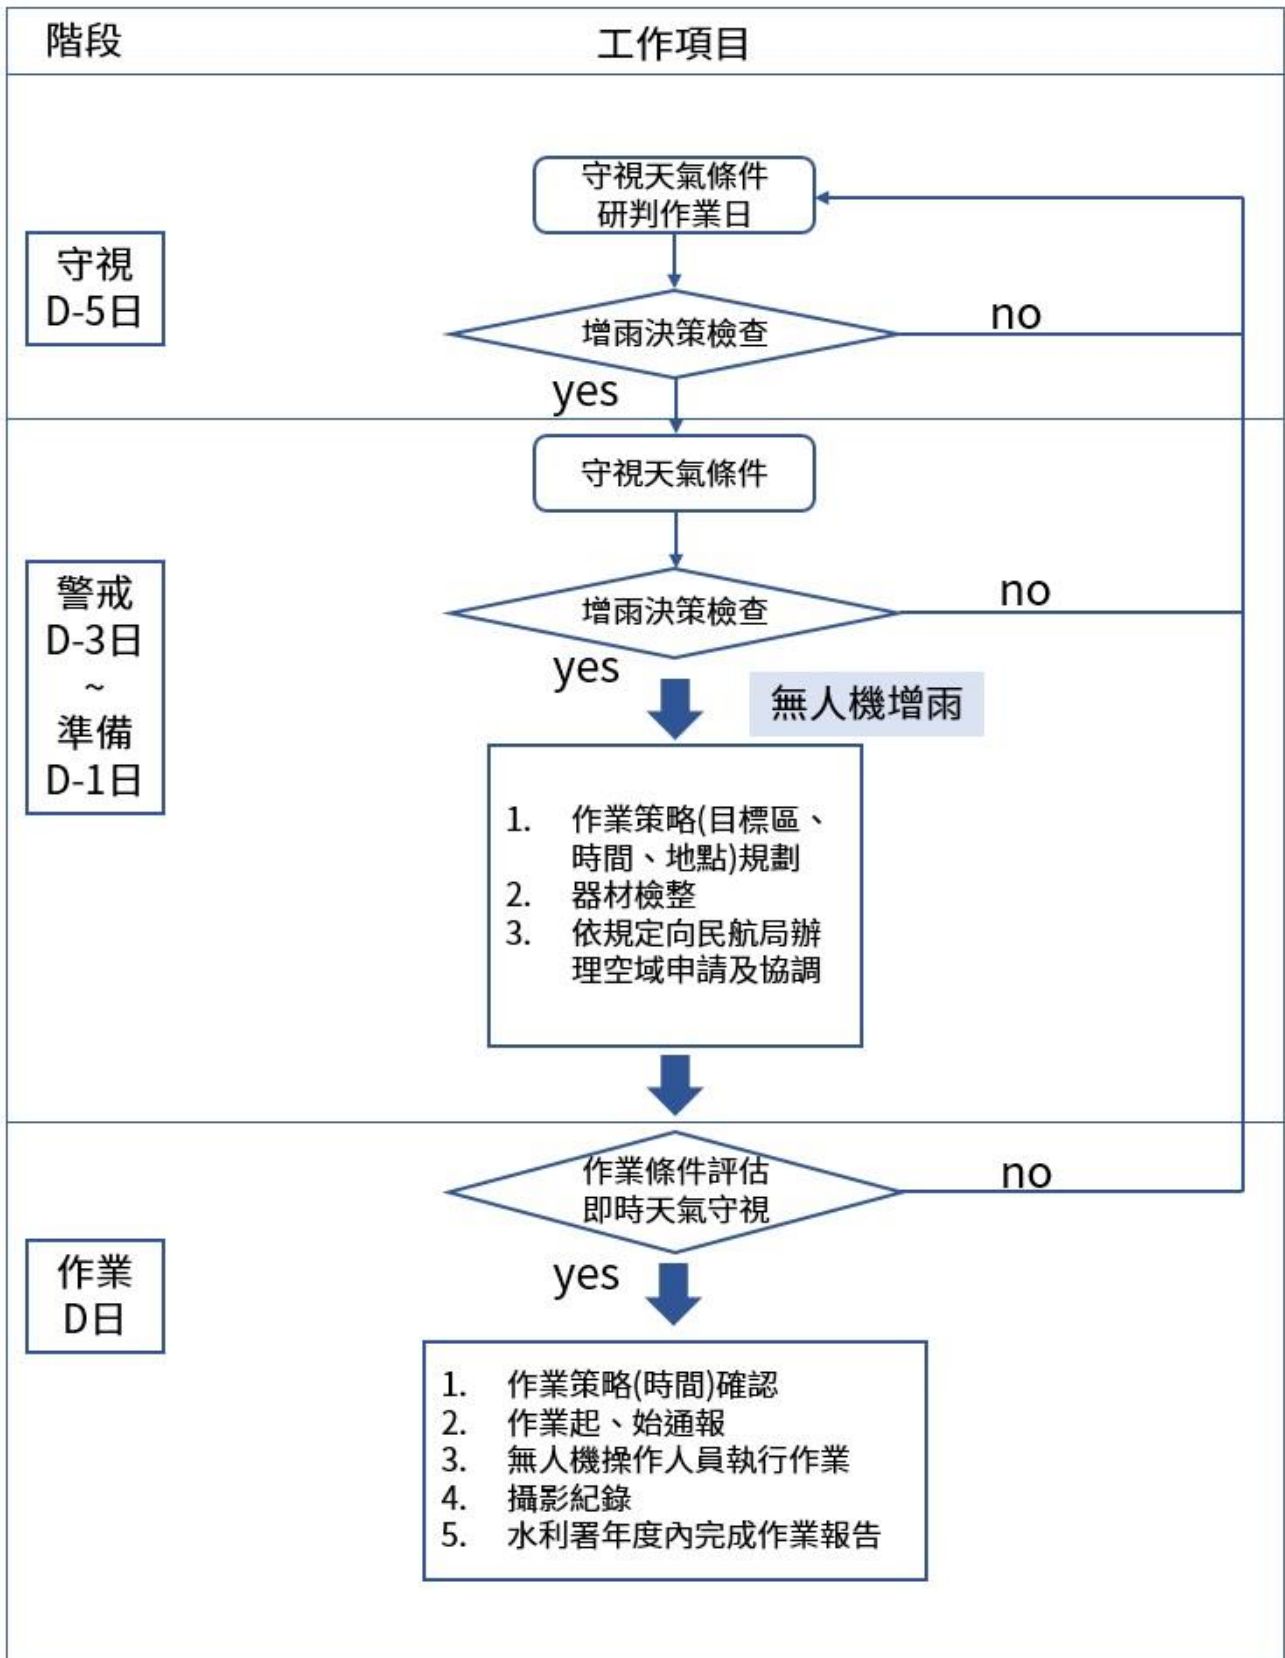 階段
工作項目
守視
D-5日
守視天氣條件
研判作業日
增雨決策檢查
no
yes
警戒
D-3日
~
準備
D-1日
守視天氣條件
增雨決策檢查
no
yes
無人機增雨
1. 作業策略(目標區、
時間、地點)規劃
2. 器材檢整
3. 依規定向民航局辦
理空域申請及協調
作業
D日
作業條件評估
即時天氣守視
no
yes
1. 作業策略(時間)確認
2. 作業起、始通報
3. 無人機操作人員執行作業
4. 攝影紀錄
5. 水利署年度內完成作業報告